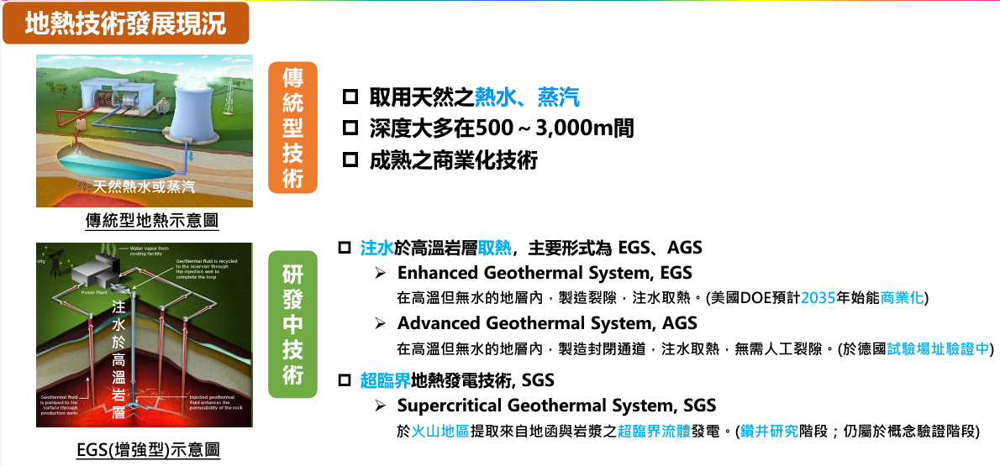 地熱技術發展現況
天然熱水或蒸汽
傳統型地熱示意圖
傳統型技術
取用天然之熱水、蒸汽
深度大多在500～3,000m間
成熟之商業化技術
Water vapor from
cooling facility
Geothermal fluid is recycled
to the reservoir through
the injection well to
complete the loop
Power Plant
注水於高溫岩層
Geothermal fluid
is pumped to the
surface through
production wells
Injected geothermal
fluid enhances the
permeability of the rock
EGS(增強型)示意圖
研發中技術
注水於高溫岩層取熱，主要形式為 EGS、AGS
Enhanced Geothermal System, EGS
在高溫但無水的地層內，製造裂隙，注水取熱。(美國DOE預計2035年始能商業化)
Advanced Geothermal System, AGS
在高溫但無水的地層內，製造封閉通道，注水取熱，無需人工裂隙。(於德國試驗場址驗證中)
超臨界地熱發電技術, SGS
Supercritical Geothermal System, SGS
於火山地區提取來自地函與岩漿之超臨界流體發電。(鑽井研究階段；仍屬於概念驗證階段)